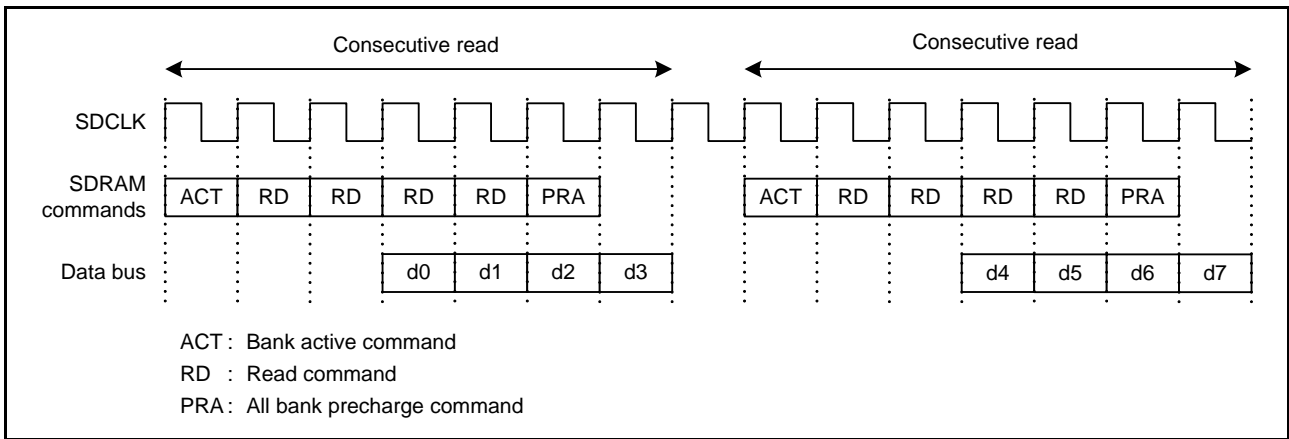 Consecutive read Consecutive read
SDCLK
SDRAM
commands
ACT RD RD RD RD PRA ACT RD RD RD RD PRA
Data bus d0 d1 d2 d3 d4 d5 d6 d7
ACT : Bank active command
RD : Read command
PRA : All bank precharge command